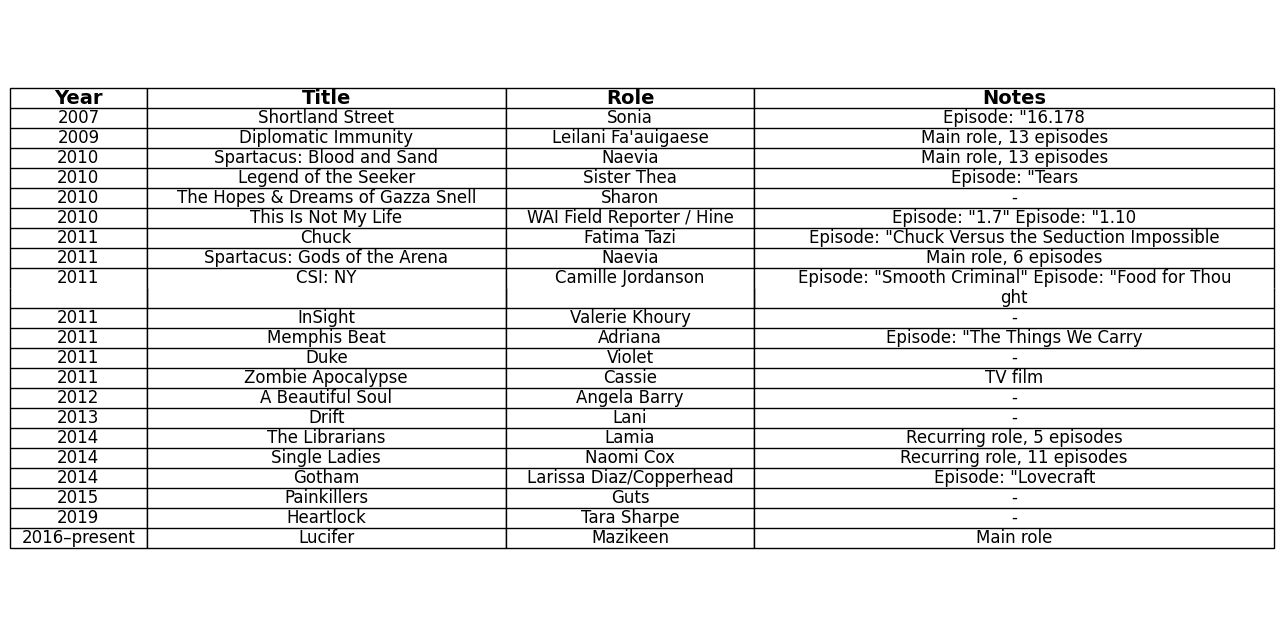 Year Title Role Notes
2007 Shortland Street Sonia Episode: "16.178
2009 Diplomatic Immunity Leilani Fa'auigaese Main role, 13 episodes
2010 Spartacus: Blood and Sand Naevia Main role, 13 episodes
2010 Legend of the Seeker Sister Thea Episode: "Tears
2010 The Hopes & Dreams of Gazza Snell Sharon -
2010 This Is Not My Life WAI Field Reporter / Hine Episode: "1.7" Episode: "1.10
2011 Chuck Fatima Tazi Episode: "Chuck Versus the Seduction Impossible
2011 Spartacus: Gods of the Arena Naevia Main role, 6 episodes
2011 CSI: NY Camille Jordanson Episode: "Smooth Criminal" Episode: "Food for Thou
ght
2011 InSight Valerie Khoury -
2011 Memphis Beat Adriana Episode: "The Things We Carry
2011 Duke Violet -
2011 Zombie Apocalypse Cassie TV film
2012 A Beautiful Soul Angela Barry -
2013 Drift Lani -
2014 The Librarians Lamia Recurring role, 5 episodes
2014 Single Ladies Naomi Cox Recurring role, 11 episodes
2014 Gotham Larissa Diaz/Copperhead Episode: "Lovecraft
2015 Painkillers Guts -
2019 Heartlock Tara Sharpe -
2016–present Lucifer Mazikeen Main role